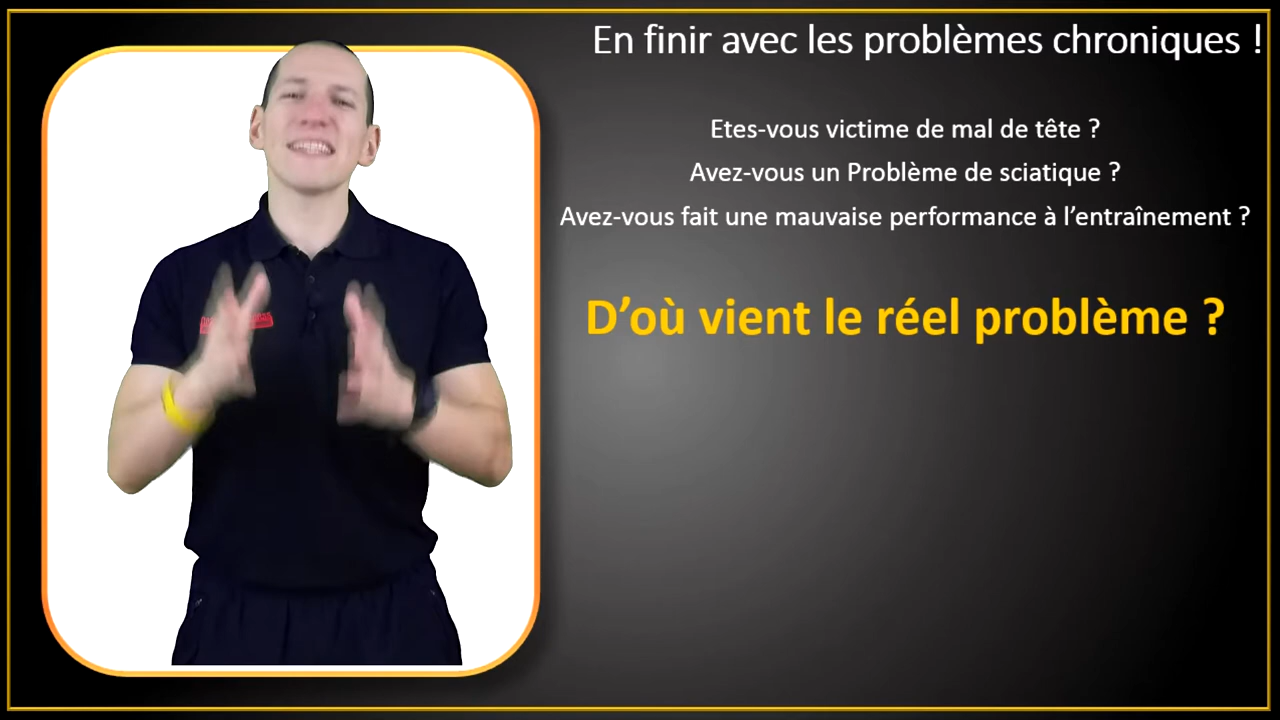 En finir avec les problèmes chroniques !
Etes-vous victime de mal de tête ?
Avez-vous un Problème de sciatique ?
Avez-vous fait une mauvaise performance à l’entraînement ?
D’où vient le réel problème ?